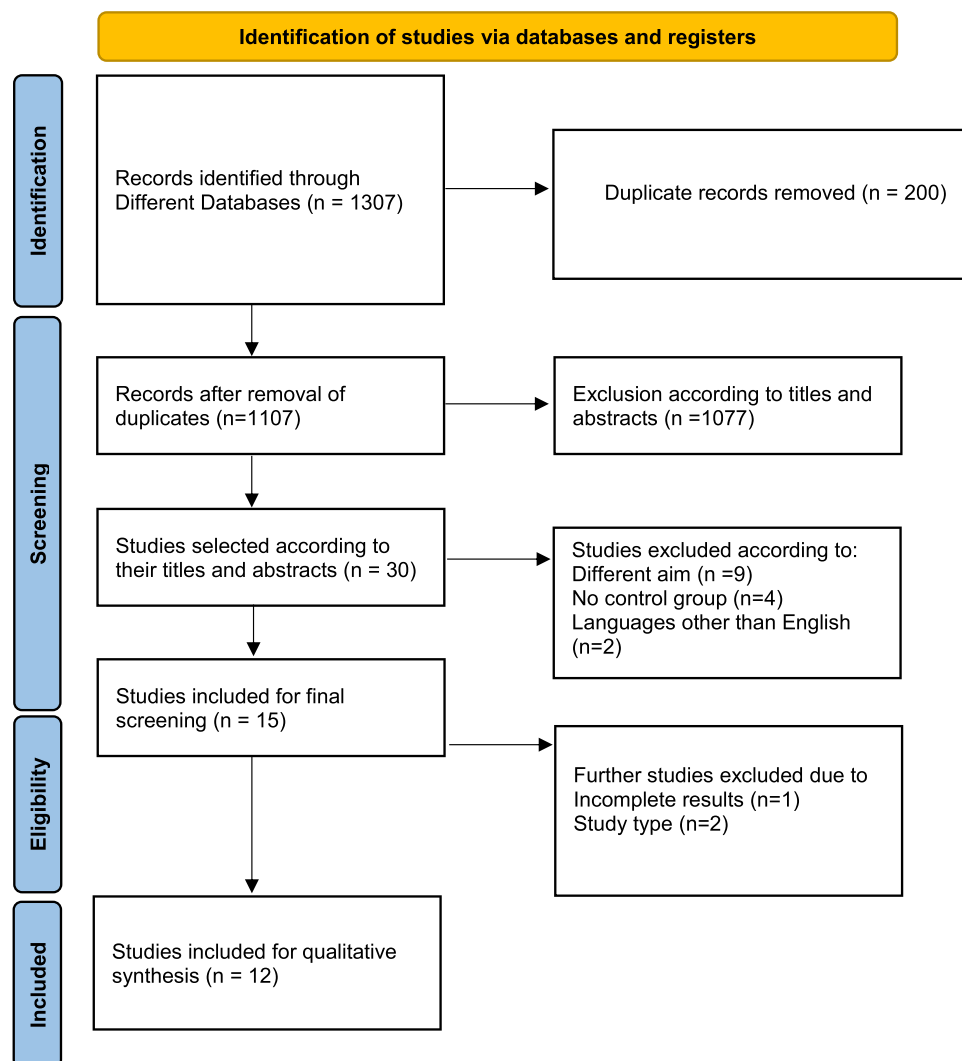 Identification of studies via databases and registers
Identification
Records identified through
Different Databases (n = 1307)
Duplicate records removed (n = 200)
Screening
Records after removal of
duplicates (n=1107)
Exclusion according to titles and
abstracts (n =1077)
Studies selected according to
their titles and abstracts (n = 30)
Studies excluded according to:
Different aim (n =9)
No control group (n=4)
Languages other than English
(n=2)
Studies included for final
screening (n = 15)
Eligibility
Further studies excluded due to
Incomplete results (n=1)
Study type (n=2)
Included
Studies included for qualitative
synthesis (n = 12)